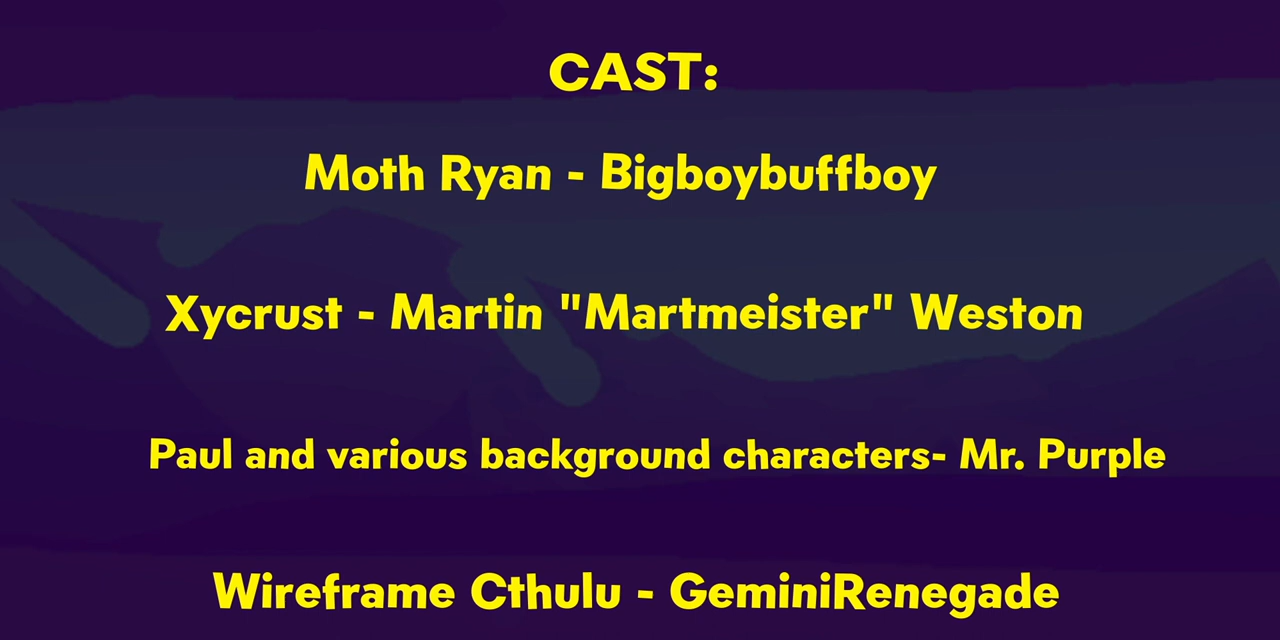 CAST:
Moth Ryan - Bigboybuffboy
Xycrust - Martin "Martmeister" Weston
Paul and various background characters- Mr. Purple
Wireframe Cthulu - GeminiRenegade